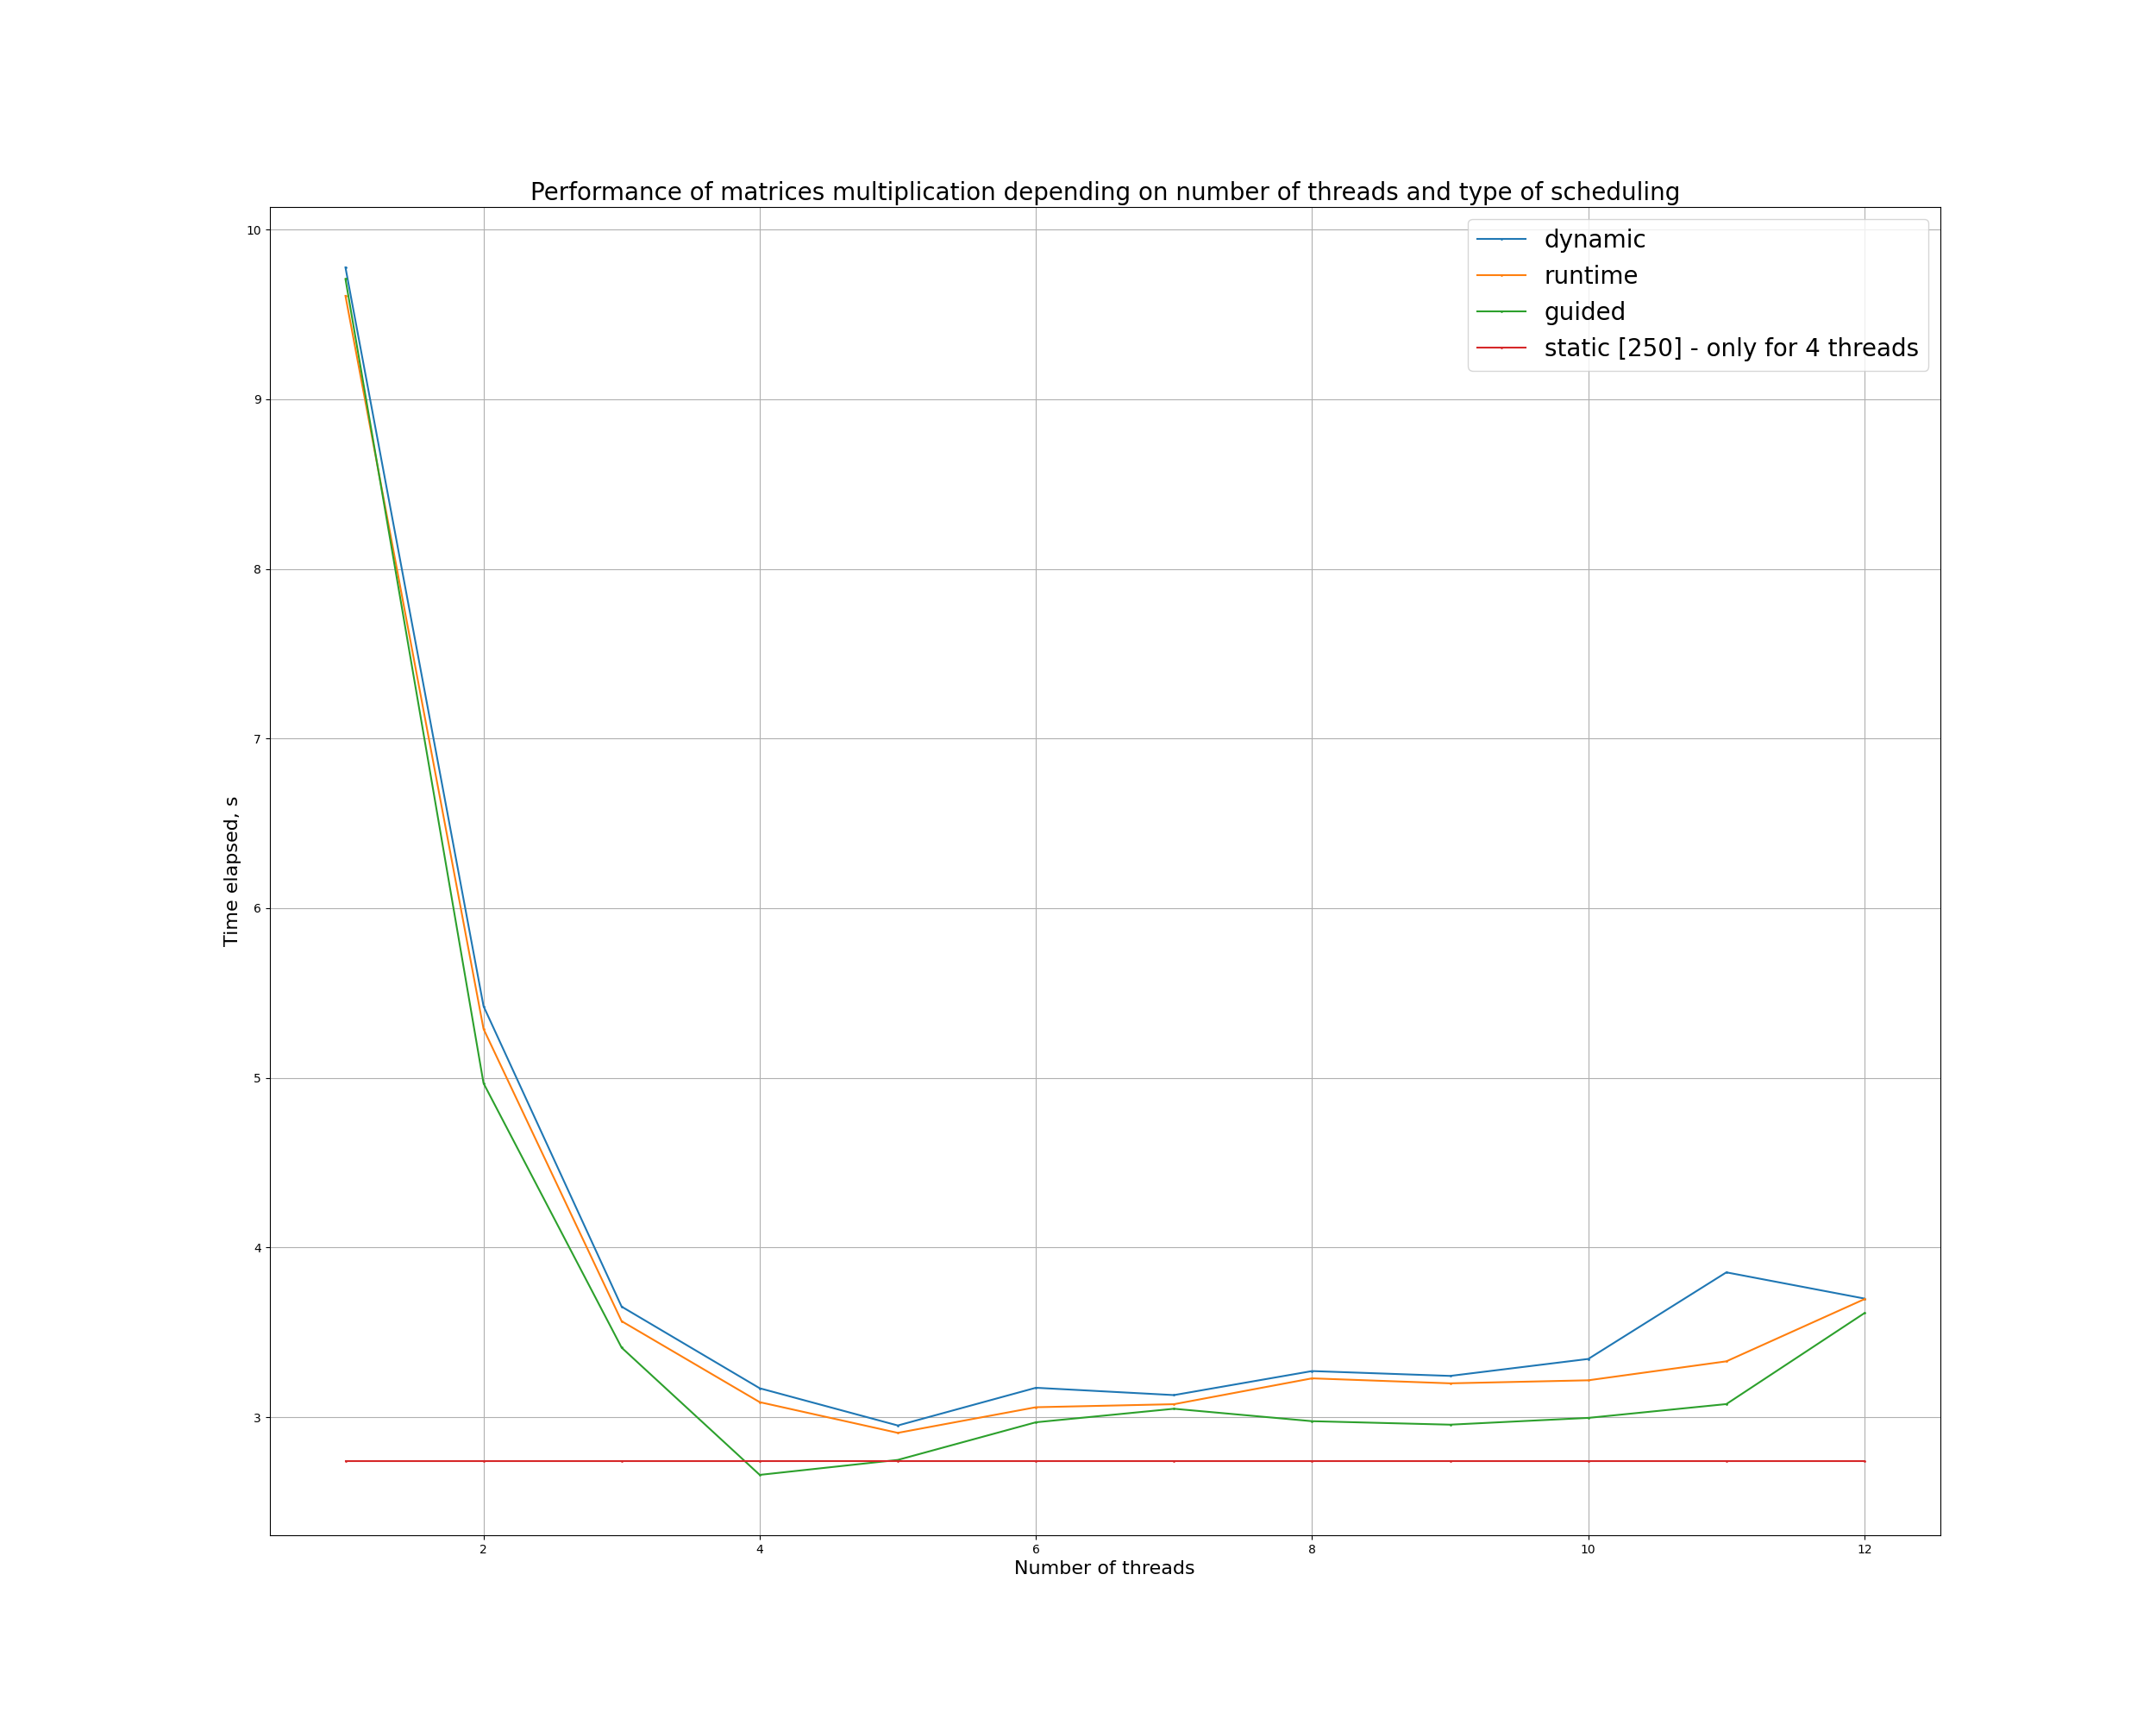 Performance of matrices multiplication depending on number of threads and type of scheduling
dynamic
runtime
guided
static [250] - only for 4 threads
10
9
8
7
6
5
4
3
Time elapsed, s
2
4
6
8
10
12
Number of threads